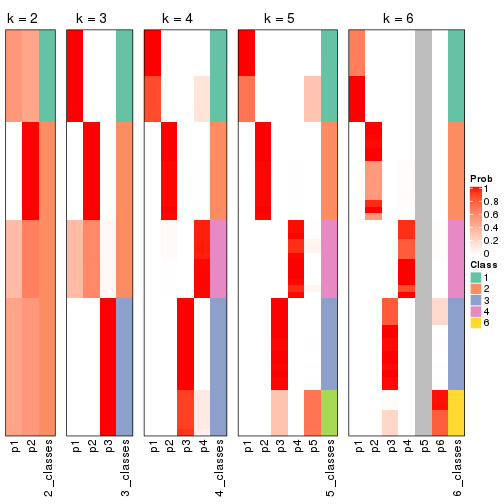 k = 2
k = 3
k = 4
k = 5
k = 6
Prob
1
0.8
0.6
0.4
0.2
0
Class
1
2
3
4
6
p1
p2
2_classes
p1
p2
p3
3_classes
p1
p2
p3
p4
4_classes
p1
p2
p3
p4
p5
5_classes
p1
p2
p3
p4
p5
p6
6_classes